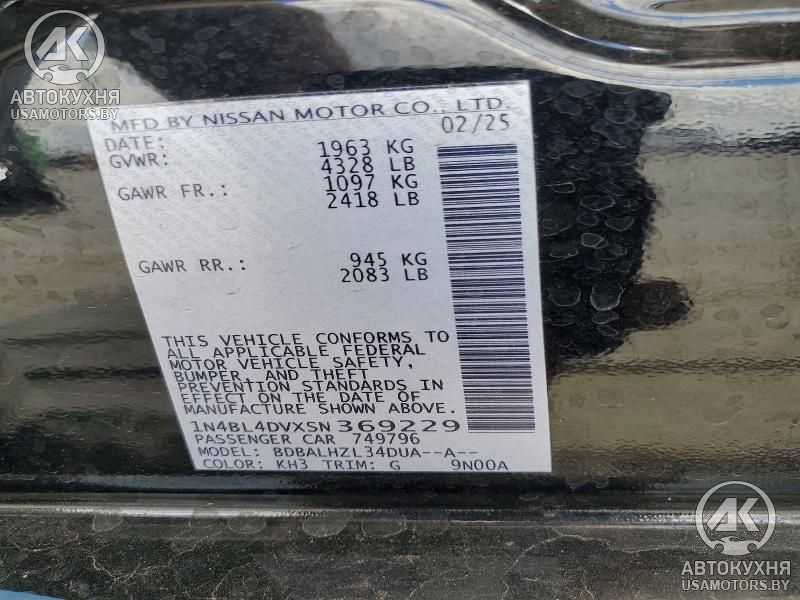 AK
АВТОКУХНЯ
USAMOTORS.BY
MFD BY NISSAN MOTOR CO., LTD.
DATE: 02/25
GVWR: 1963 KG
4328 LB
GAWR FR.: 1097 KG
2418 LB
GAWR RR.: 945 KG
2083 LB
THIS VEHICLE CONFORMS TO
ALL APPLICABLE FEDERAL
MOTOR VEHICLE SAFETY,
BUMPER, AND THEFT
PREVENTION STANDARDS IN
EFFECT ON THE DATE OF
MANUFACTURE SHOWN ABOVE.
1N4BL4DVXSN369229
PASSENGER CAR 749796
MODEL: BDBALHZL34DUA--A--
COLOR: KH3 TRIM: G 9N00A
AK
АВТОКУХНЯ
USAMOTORS.BY